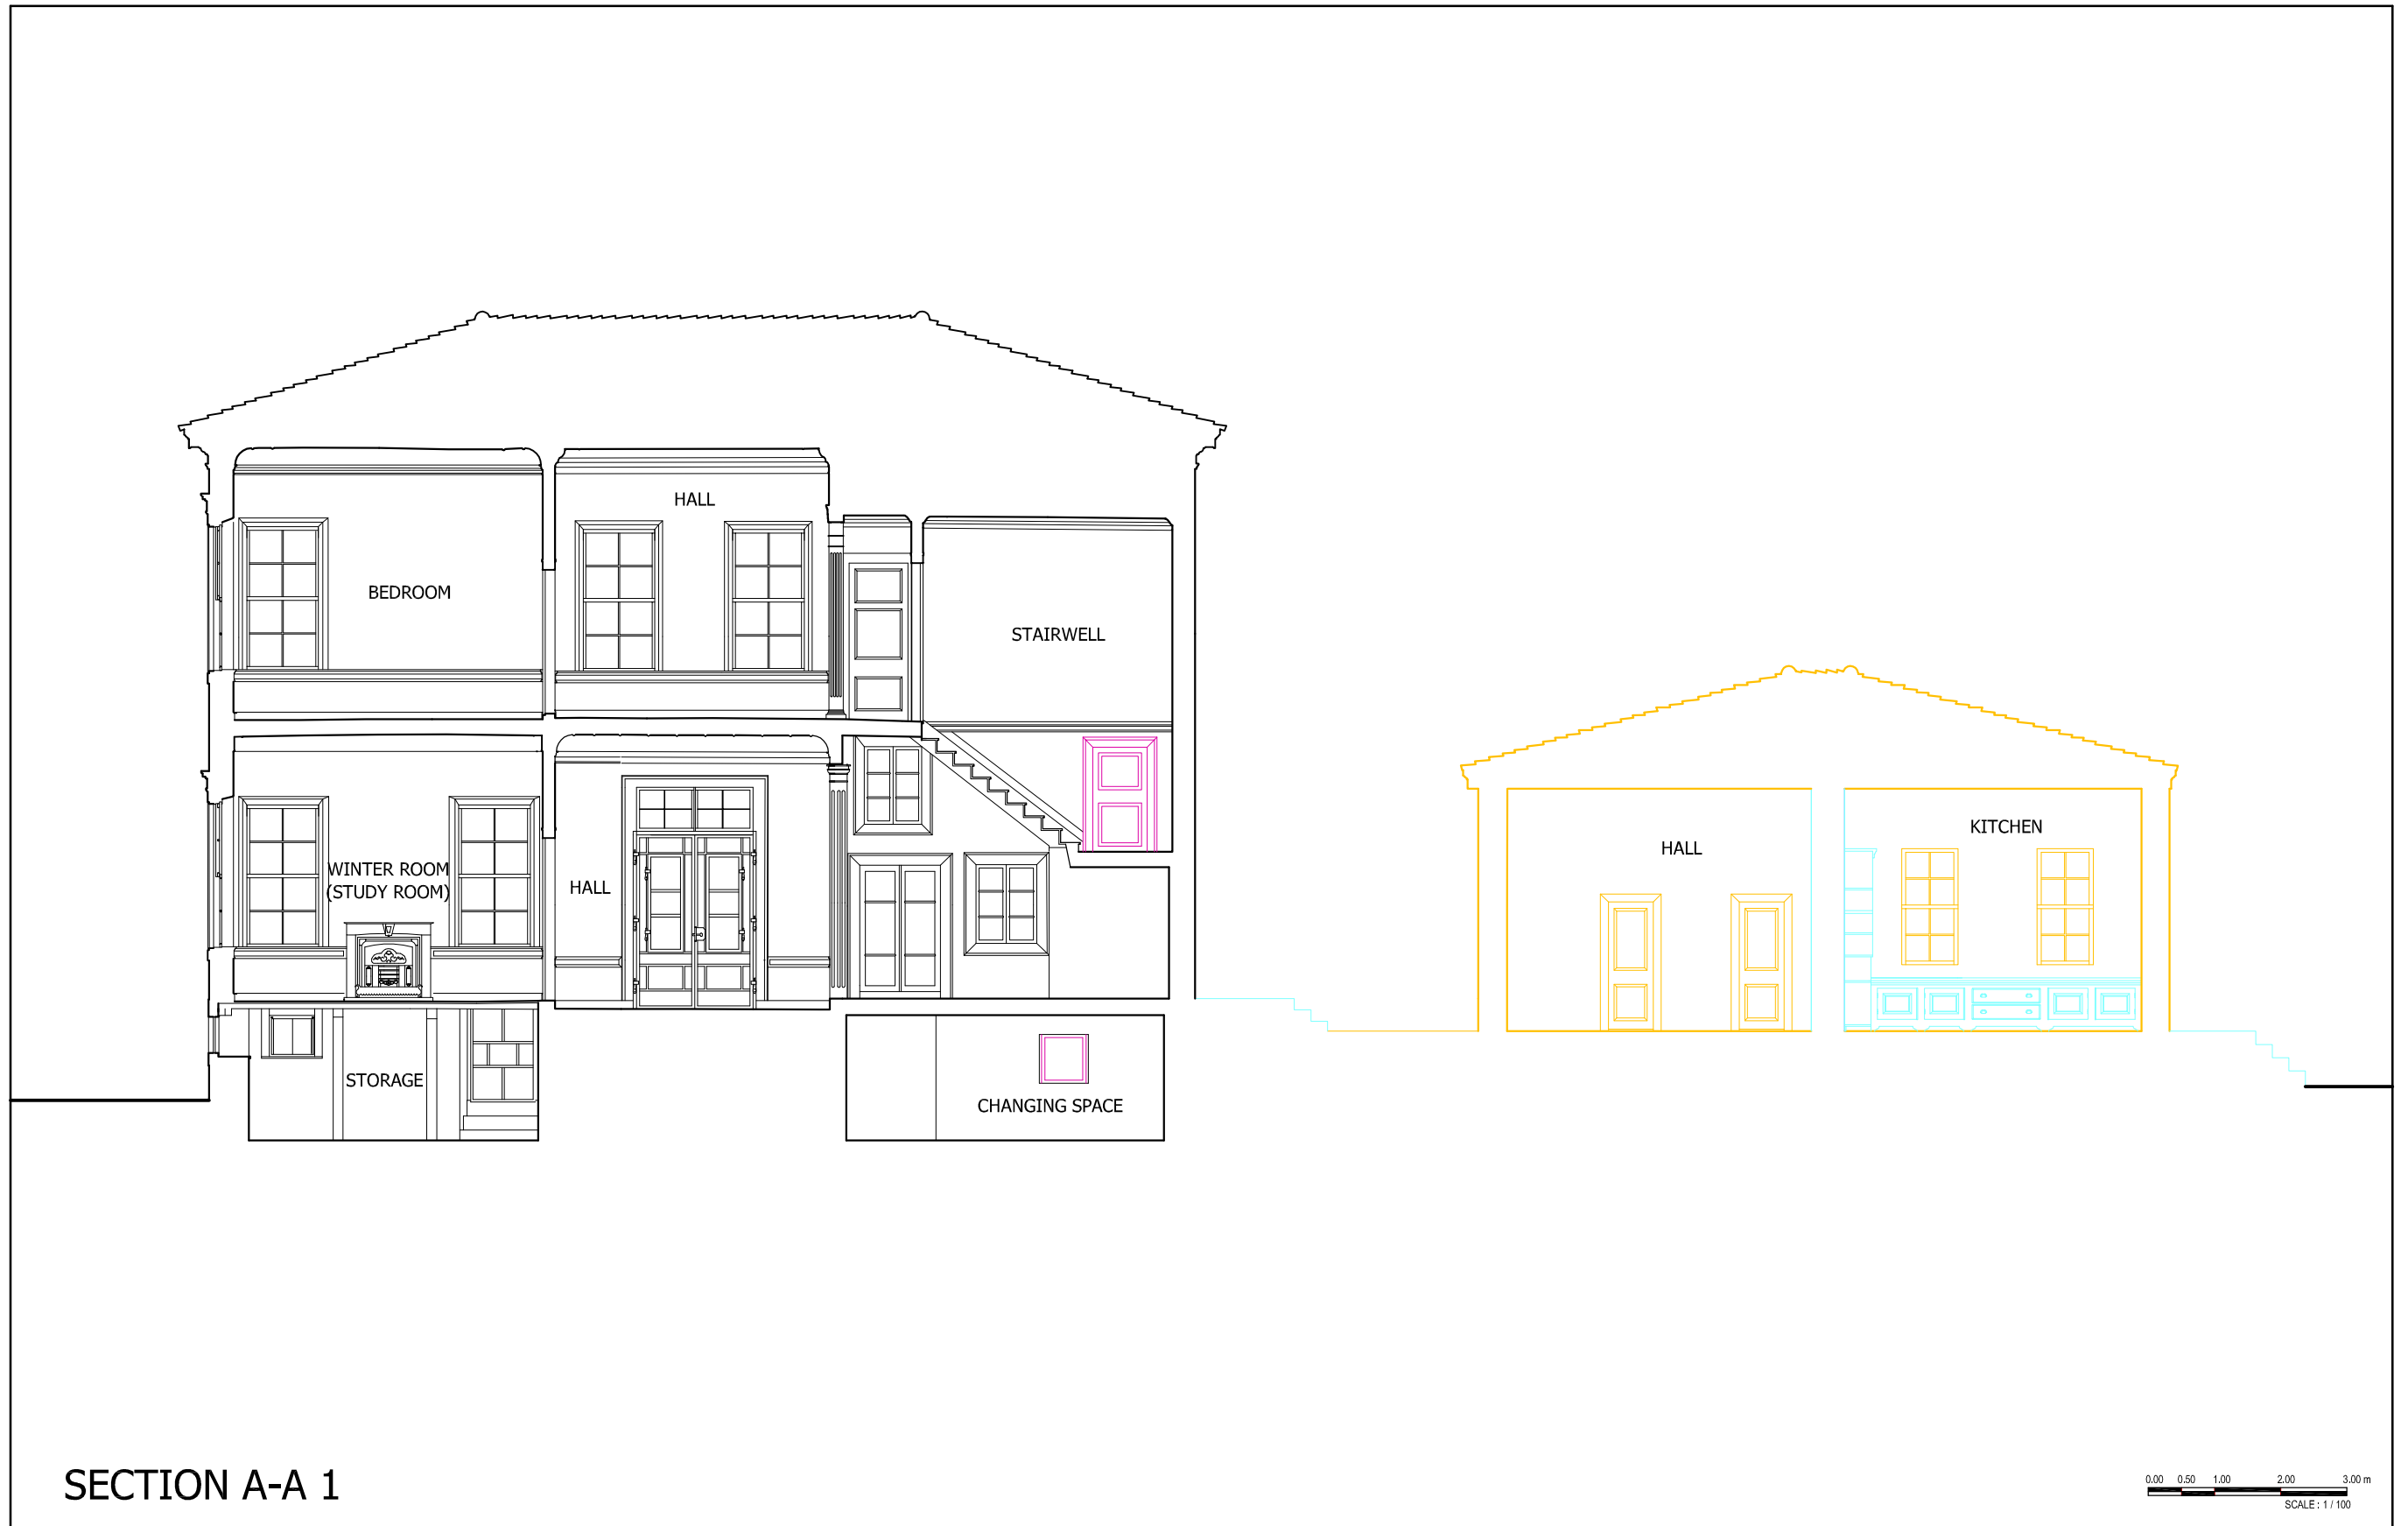 HALL
BEDROOM
STAIRWELL
KITCHEN
HALL
WINTER ROOM
(STUDY ROOM)
HALL
STORAGE
CHANGING SPACE
SECTION A-A 1
0.00 0.50 1.00 2.00 3.00 m
SCALE : 1 / 100